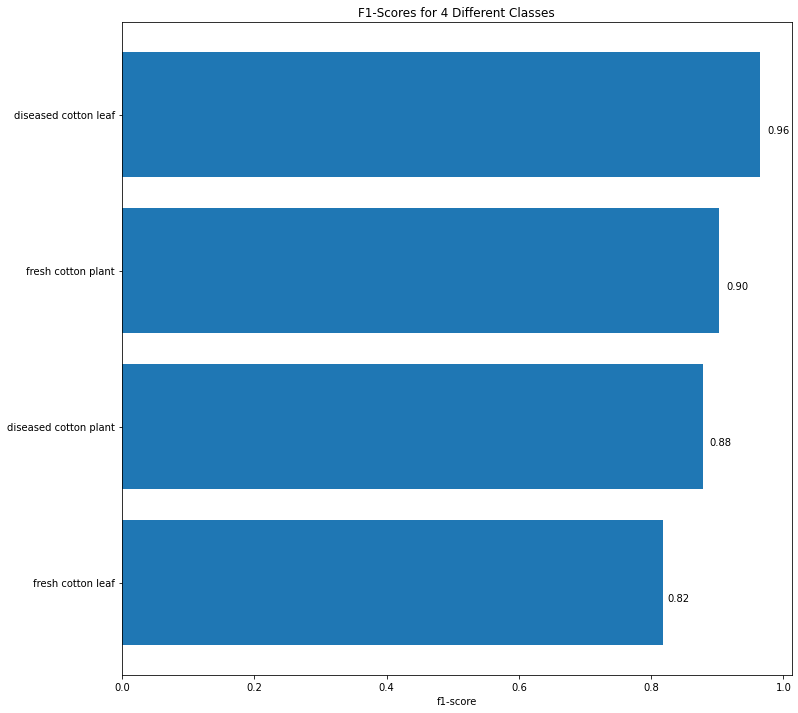 F1-Scores for 4 Different Classes
diseased cotton leaf
0.96
fresh cotton plant
0.90
diseased cotton plant
0.88
fresh cotton leaf
0.82
0.0 0.2 0.4 0.6 0.8 1.0
f1-score